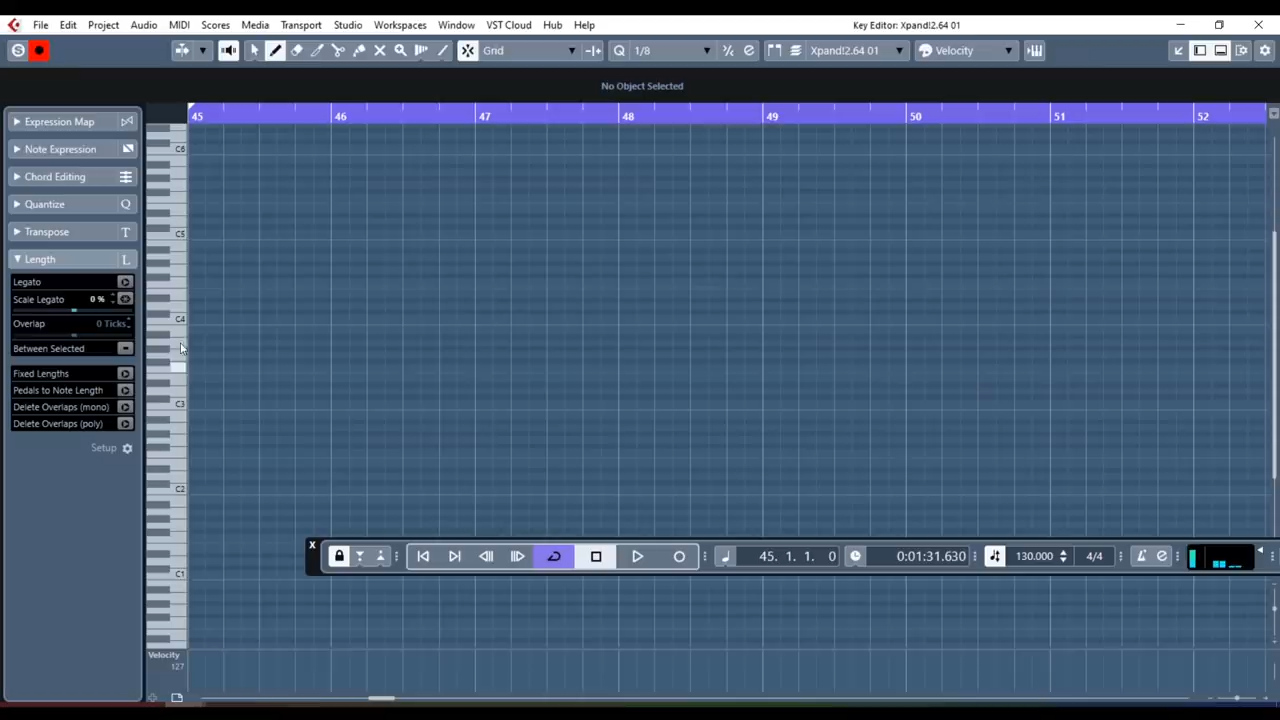 File Edit Project Audio MIDI Scores Media Transport Studio Workspaces Window VST Cloud Hub Help Key Editor: Xpand!2.64 01
S Grid Q 1/8 Xpand!2.64 01 Velocity
No Object Selected
45 46 47 48 49 50 51 52
Expression Map
Note Expression
Chord Editing
Quantize Q
Transpose T
Length L
Legato
Scale Legato 0 %
Overlap 0 Ticks
Between Selected
Fixed Lengths
Pedals to Note Length
Delete Overlaps (mono)
Delete Overlaps (poly)
Setup
C6
C5
C4
C3
C2
C1
X
45. 1. 1. 0 0:01:31.630 130.000 4/4
Velocity
127